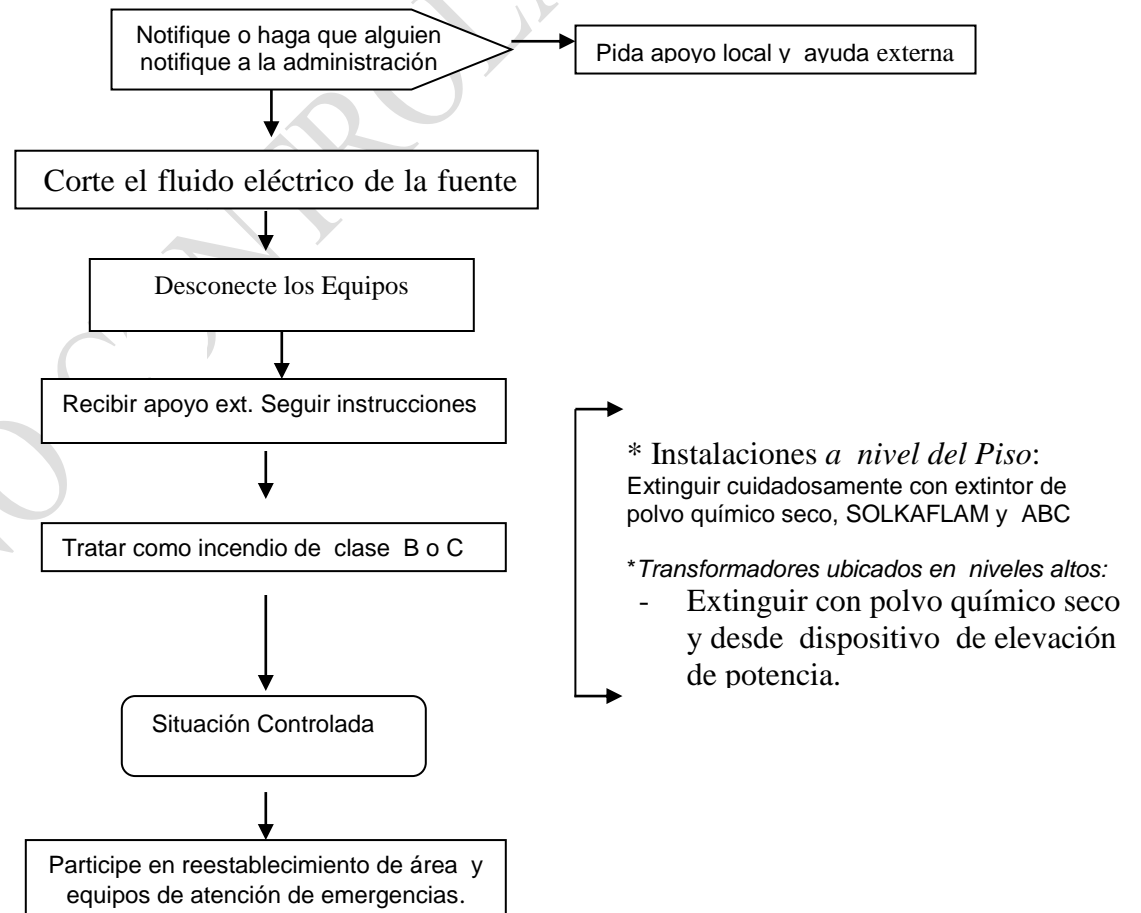 Notifique o haga que alguien
notifique a la administración
Pida apoyo local y ayuda externa
Corte el fluido eléctrico de la fuente
Desconecte los Equipos
Recibir apoyo ext. Seguir instrucciones
* Instalaciones a nivel del Piso:
Extinguir cuidadosamente con extintor de
polvo químico seco, SOLKAFLAM y ABC
Tratar como incendio de clase B o C
*Transformadores ubicados en niveles altos:
- Extinguir con polvo químico seco
y desde dispositivo de elevación
de potencia.
Situación Controlada
Participe en reestablecimiento de área y
equipos de atención de emergencias.